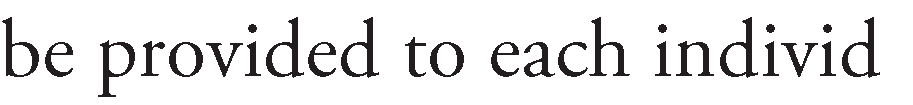 be provided to each individ